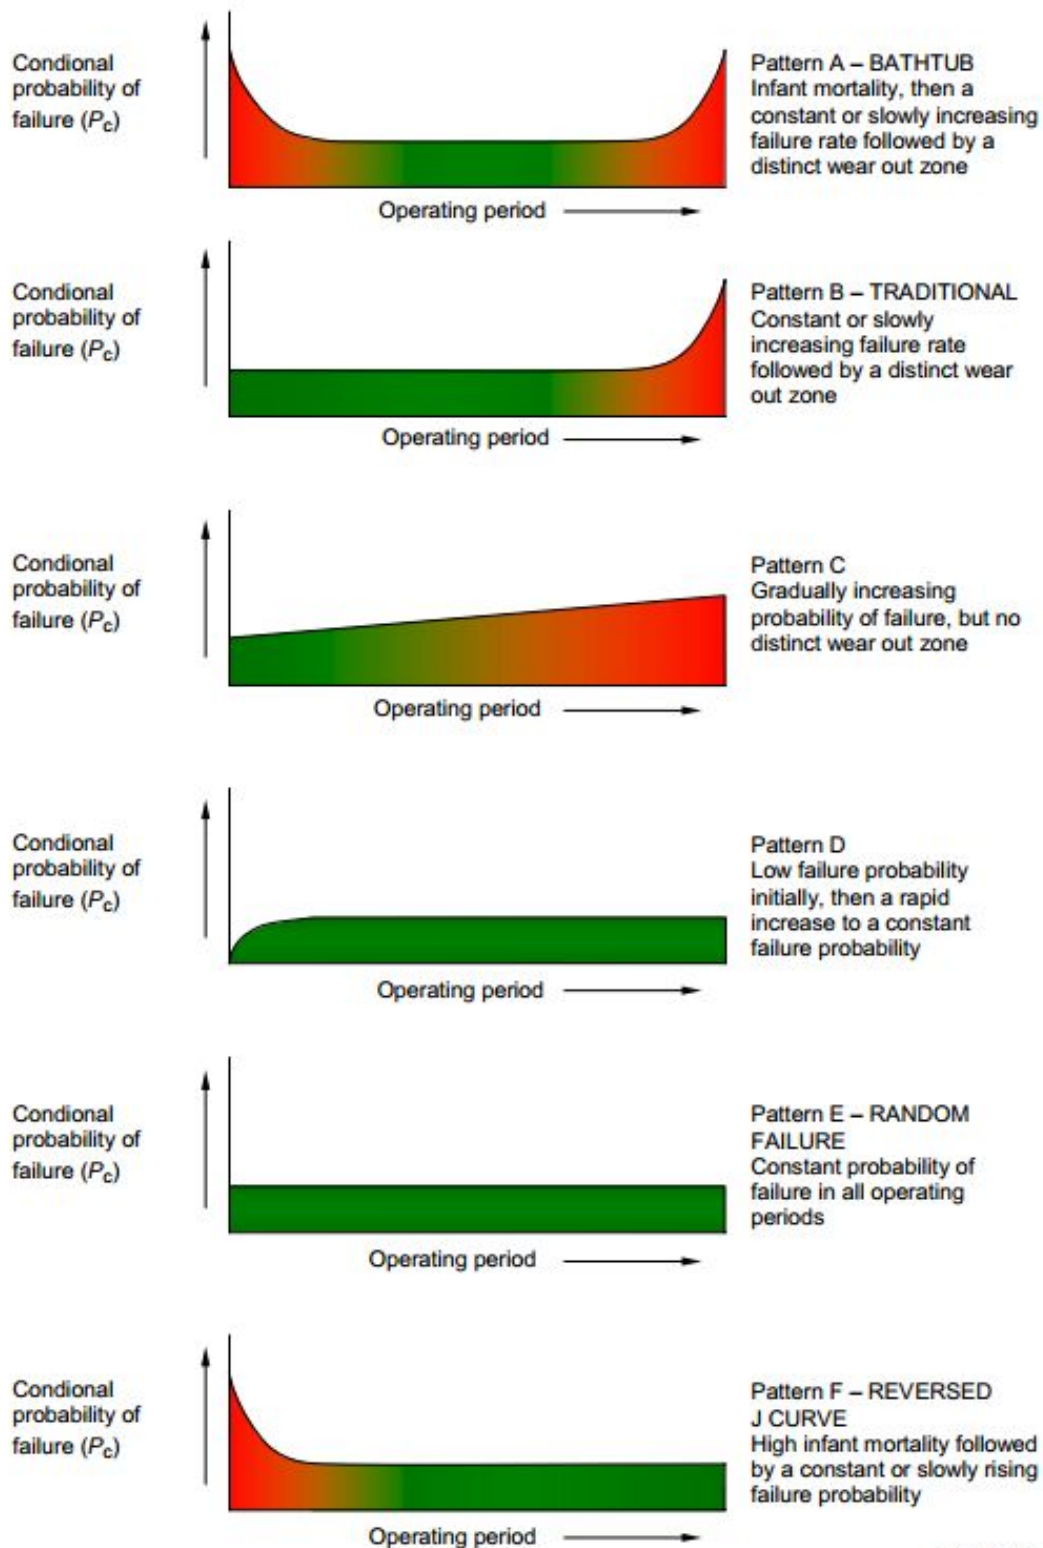 Condional
probability of
failure (Pc)
Pattern A – BATHTUB
Infant mortality, then a
constant or slowly increasing
failure rate followed by a
distinct wear out zone
Operating period
Condional
probability of
failure (Pc)
Pattern B – TRADITIONAL
Constant or slowly
increasing failure rate
followed by a distinct wear
out zone
Operating period
Condional
probability of
failure (Pc)
Pattern C
Gradually increasing
probability of failure, but no
distinct wear out zone
Operating period
Condional
probability of
failure (Pc)
Pattern D
Low failure probability
initially, then a rapid
increase to a constant
failure probability
Operating period
Condional
probability of
failure (Pc)
Pattern E – RANDOM
FAILURE
Constant probability of
failure in all operating
periods
Operating period
Condional
probability of
failure (Pc)
Pattern F – REVERSED
J CURVE
High infant mortality followed
by a constant or slowly rising
failure probability
Operating period